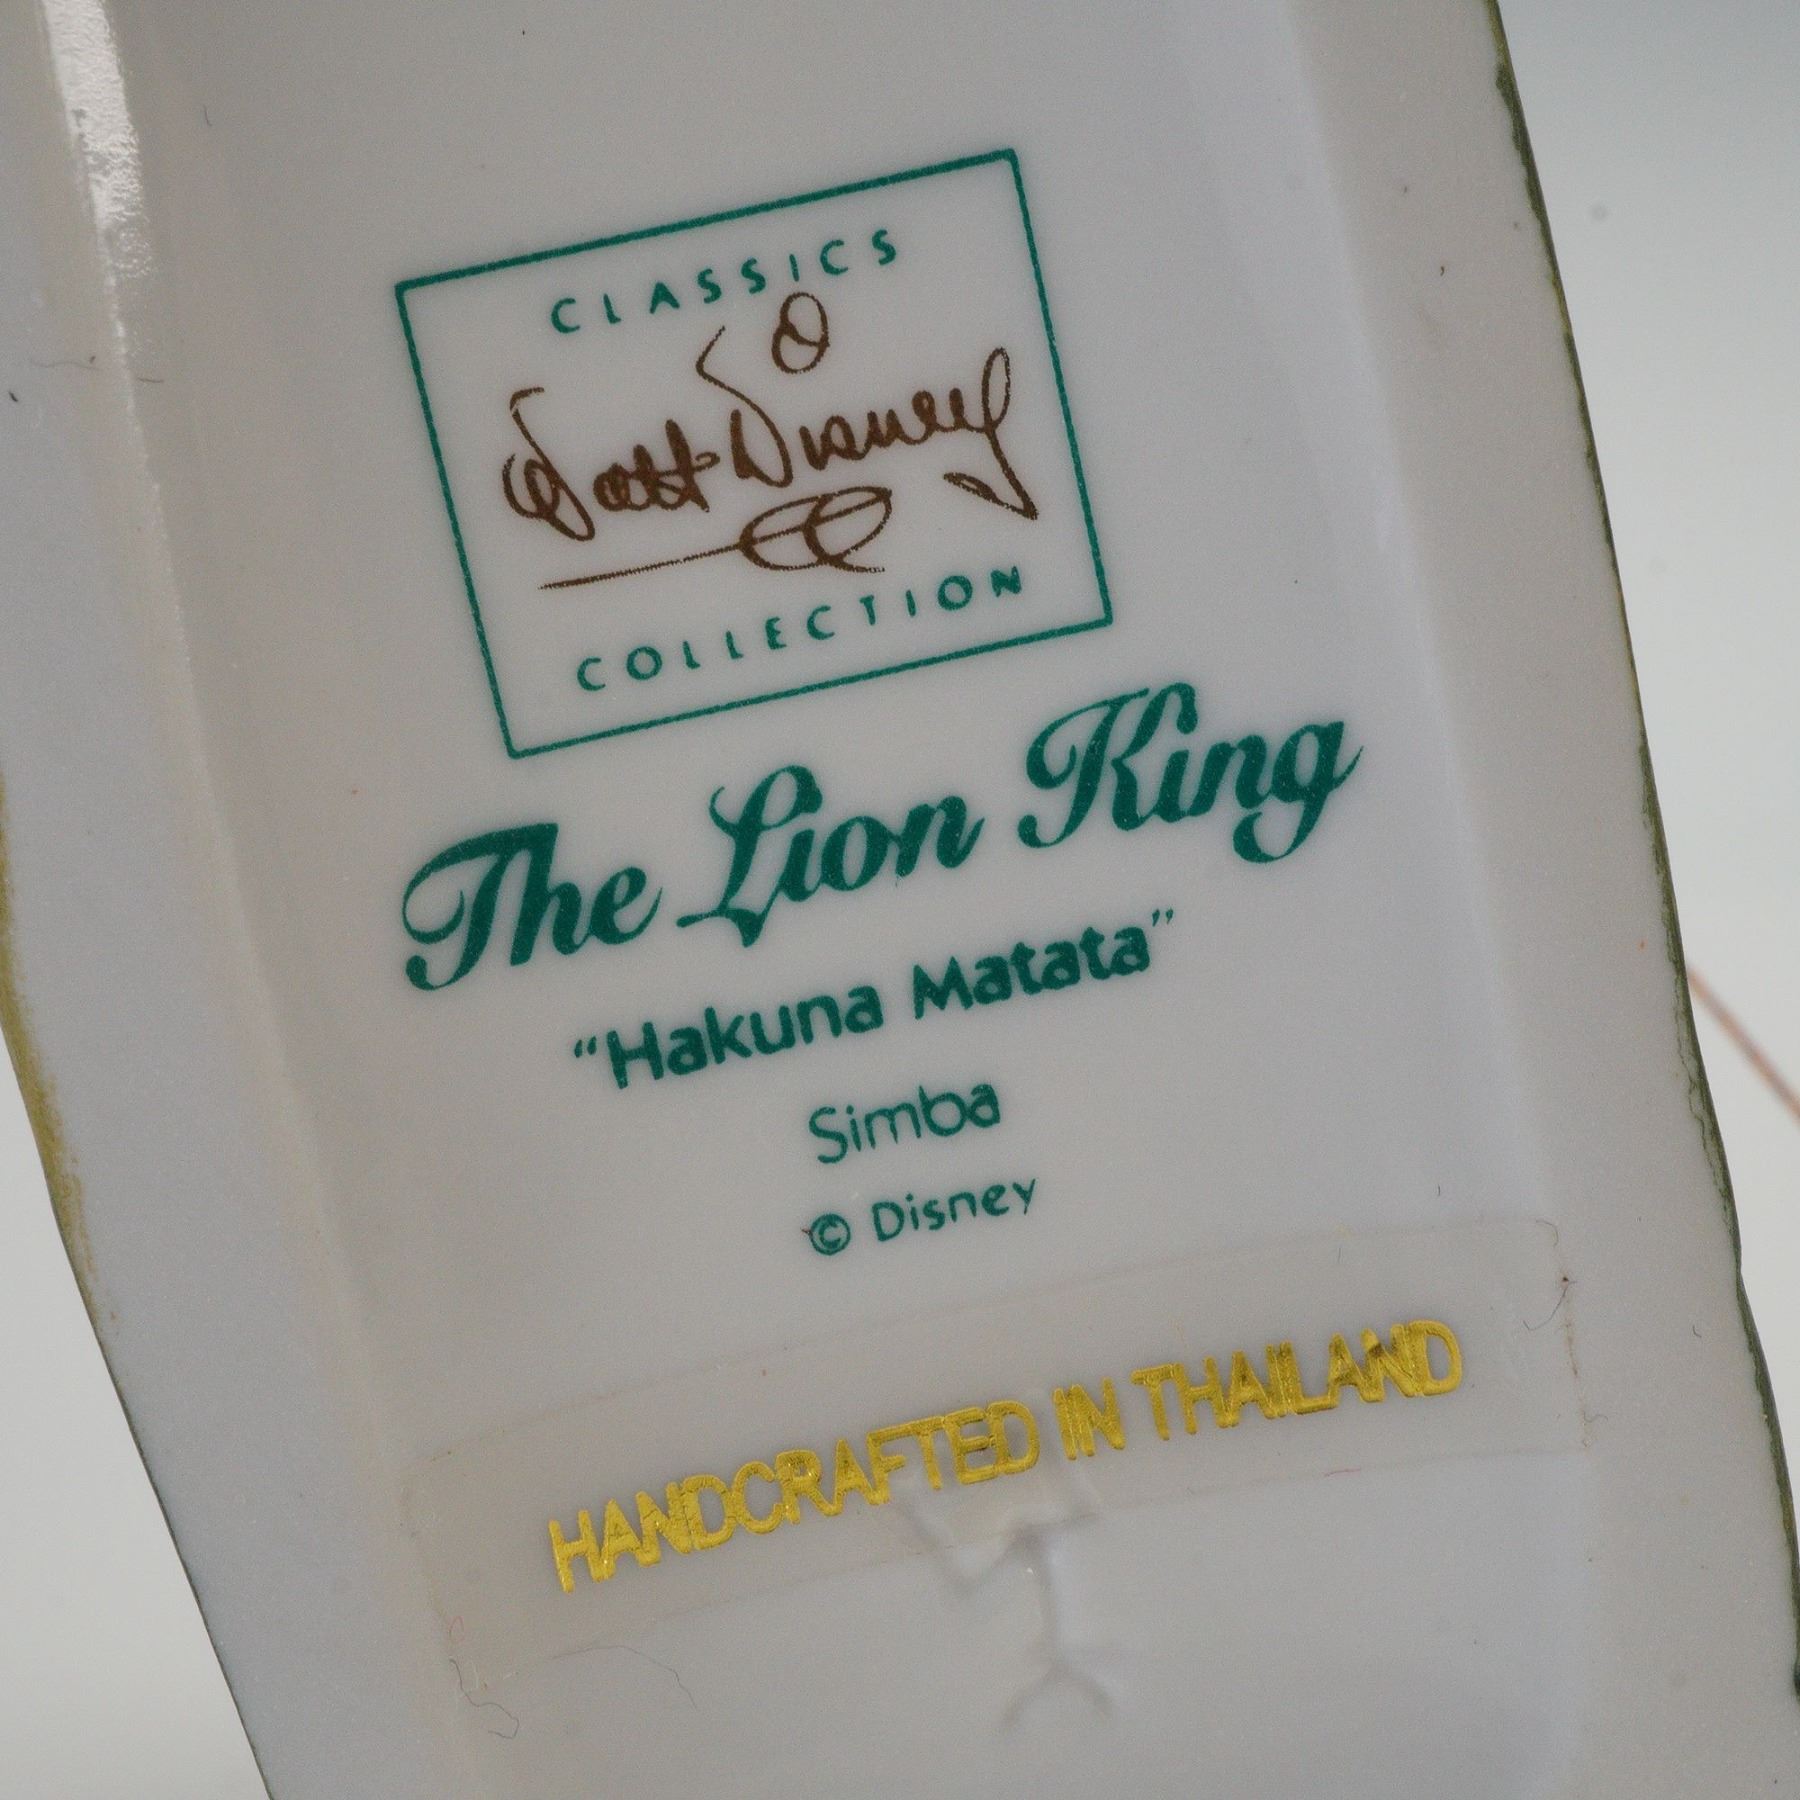 CLASSICS
Walt Disney
COLLECTION
The Lion King
“Hakuna Matata”
Simba
© Disney
HANDCRAFTED IN THAILAND